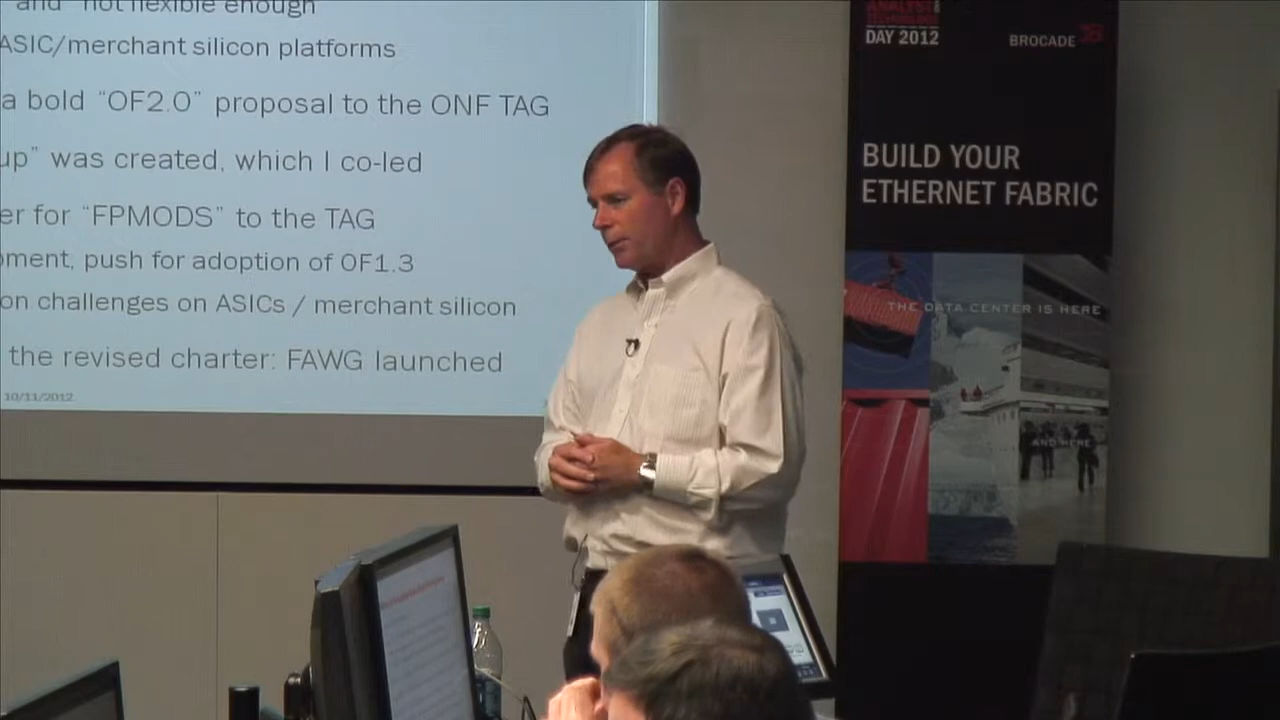 and "not flexible enough
ASIC/merchant silicon platforms
a bold "OF2.0" proposal to the ONF TAG
up" was created, which I co-led
er for "FPMODS" to the TAG
oment, push for adoption of OF1.3
on challenges on ASICs / merchant silicon
the revised charter: FAWG launched
10/11/2012
ANALYST
TECHNOLOGY
DAY 2012
BROCADE
BUILD YOUR
ETHERNET FABRIC
THE DATA CENTER IS HERE
AND HERE